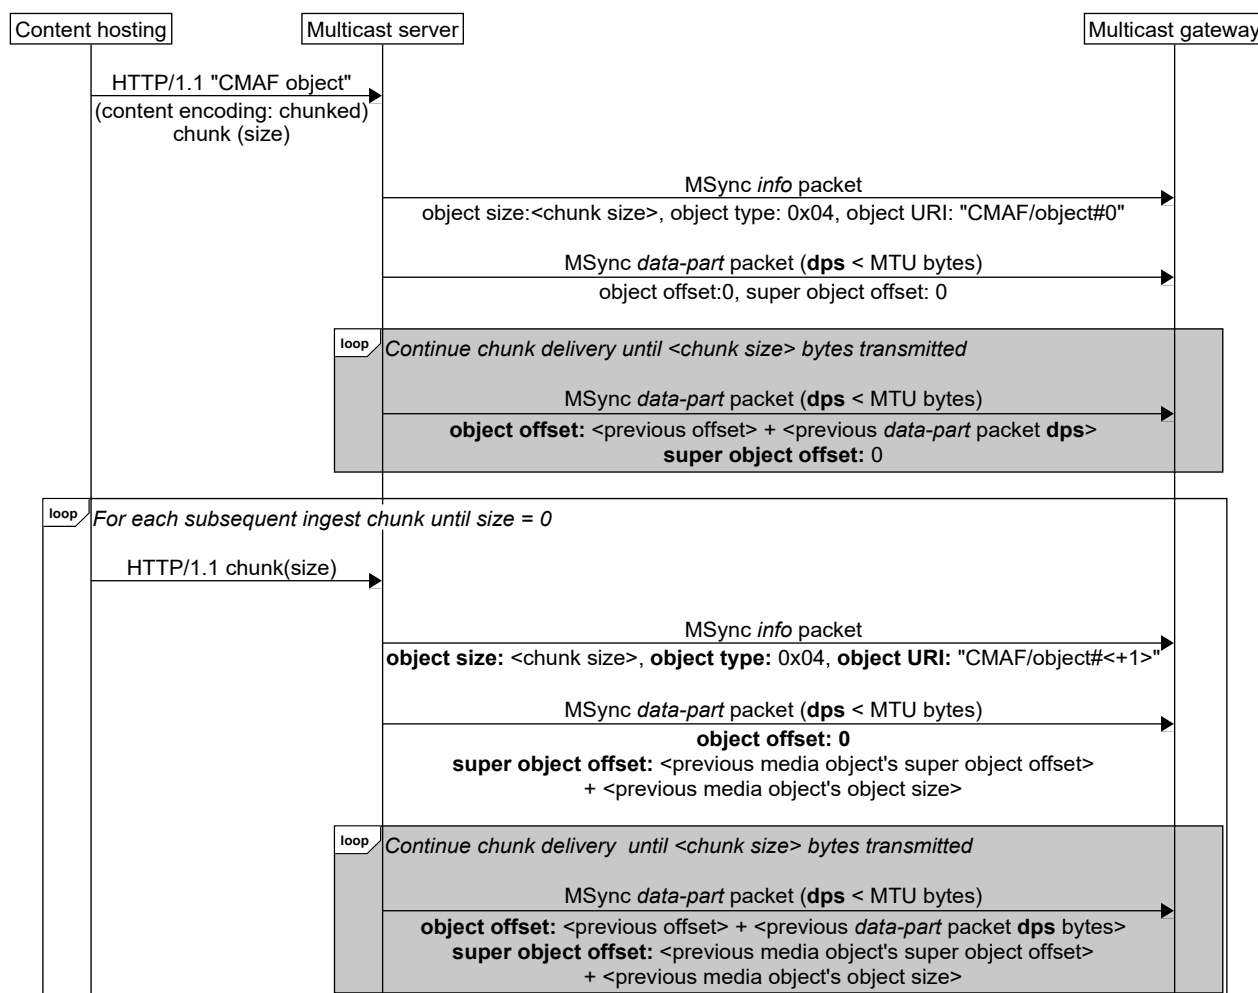 Content hosting
Multicast server
Multicast gateway
HTTP/1.1 "CMAF object"
(content encoding: chunked)
chunk (size)
MSync info packet
object size:<chunk size>, object type: 0x04, object URI: "CMAF/object#0"
MSync data-part packet (dps < MTU bytes)
object offset:0, super object offset: 0
loop
Continue chunk delivery until <chunk size> bytes transmitted
MSync data-part packet (dps < MTU bytes)
object offset: <previous offset> + <previous data-part packet dps>
super object offset: 0
loop
For each subsequent ingest chunk until size = 0
HTTP/1.1 chunk(size)
MSync info packet
object size: <chunk size>, object type: 0x04, object URI: "CMAF/object#<+1>"
MSync data-part packet (dps < MTU bytes)
object offset: 0
super object offset: <previous media object's super object offset>
+ <previous media object's object size>
loop
Continue chunk delivery  until <chunk size> bytes transmitted
MSync data-part packet (dps < MTU bytes)
object offset: <previous offset> + <previous data-part packet dps bytes>
super object offset: <previous media object's super object offset>
+ <previous media object's object size>